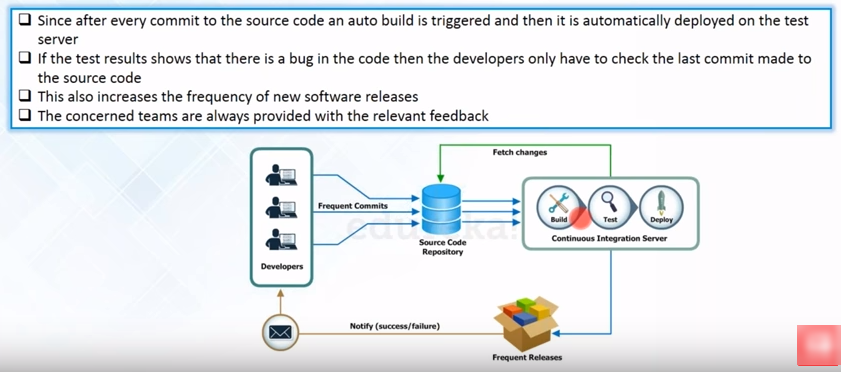 Since after every commit to the source code an auto build is triggered and then it is automatically deployed on the test
server
If the test results shows that there is a bug in the code then the developers only have to check the last commit made to
the source code
This also increases the frequency of new software releases
The concerned teams are always provided with the relevant feedback
Fetch changes
Frequent Commits
Build
Test
Deploy
Source Code
Repository
Continuous Integration Server
Developers
Notify (success/failure)
Frequent Releases